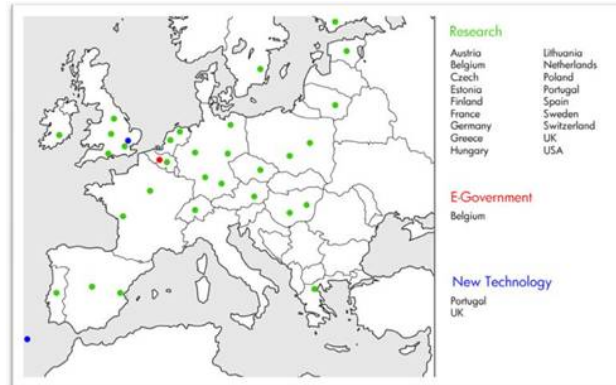 Research
Austria Lithuania
Belgium Netherlands
Czech Poland
Estonia Portugal
Finland Spain
France Sweden
Germany Switzerland
Greece UK
Hungary USA
E-Government
Belgium
New Technology
Portugal
UK